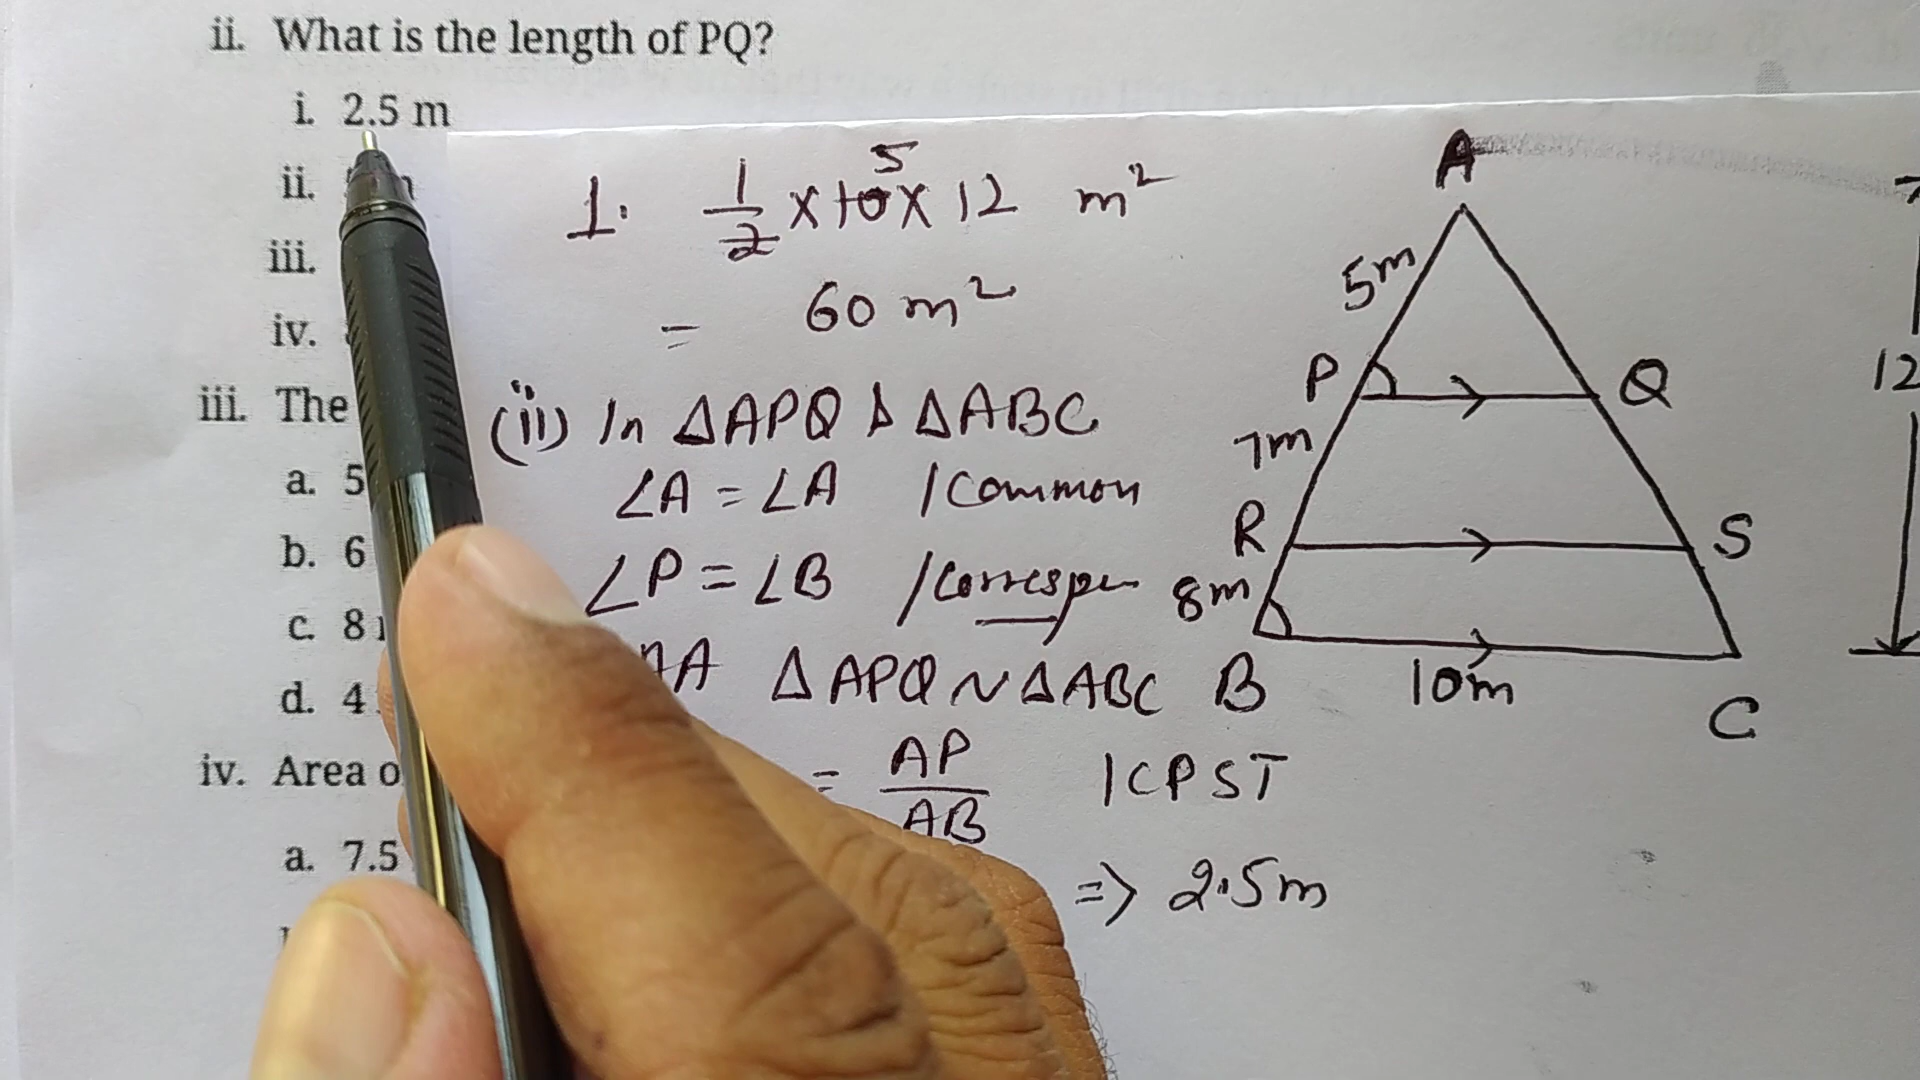 ii. What is the length of PQ?
i. 2.5 m
ii.
iii.
iv.
iii. The
a. 5
b. 6
c. 8
d. 4
iv. Area o
a. 7.5
1. 1/2 x 10 x 12 m²
5
= 60 m²
(ii) In ΔAPQ & ΔABC
∠A = ∠A / Common
∠P = ∠B / Correspon
AA ΔAPQ ~ ΔABC
= AP/AB | CPST
=> 2.5m
A
5m
P Q
7m
R S
8m
B 10m C
12